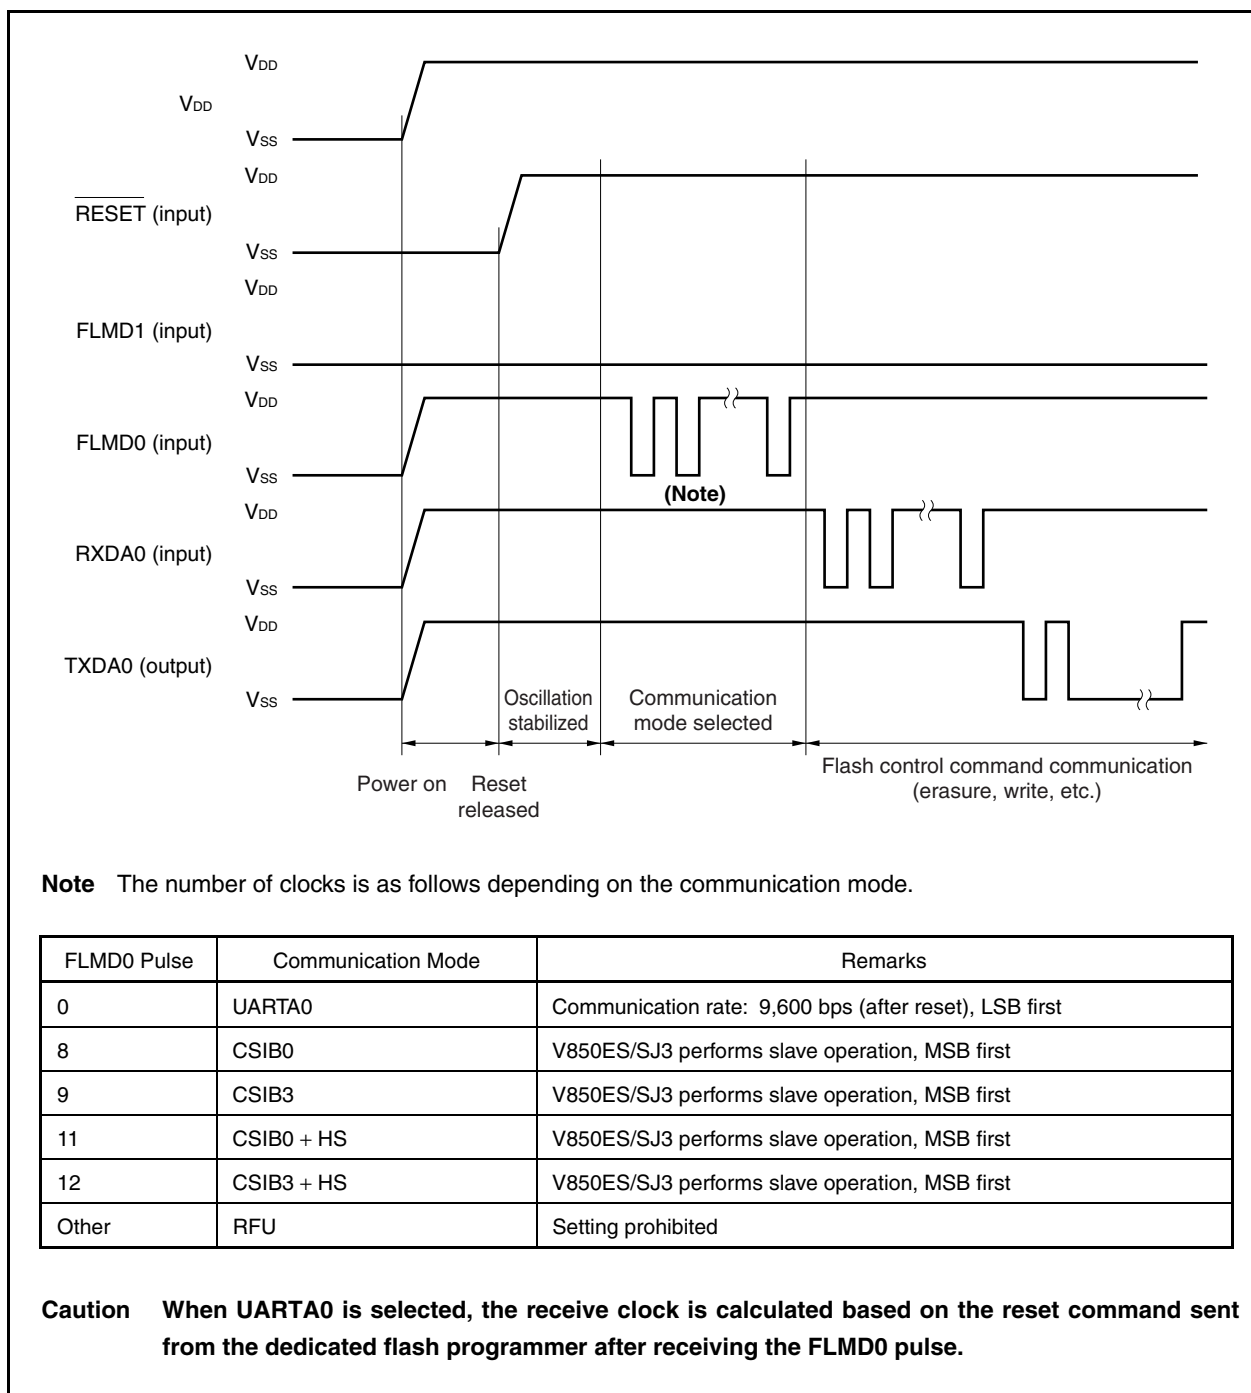 VDD
VDD
VSS
VDD
RESET (input)
VSS
VDD
FLMD1 (input)
VSS
VDD
FLMD0 (input)
VSS
(Note)
VDD
RXDA0 (input)
VSS
VDD
TXDA0 (output)
VSS
Oscillation
stabilized
Communication
mode selected
Power on
Reset
released
Flash control command communication
(erasure, write, etc.)
Note The number of clocks is as follows depending on the communication mode.
FLMD0 Pulse Communication Mode Remarks
0 UARTA0 Communication rate: 9,600 bps (after reset), LSB first
8 CSIB0 V850ES/SJ3 performs slave operation, MSB first
9 CSIB3 V850ES/SJ3 performs slave operation, MSB first
11 CSIB0 + HS V850ES/SJ3 performs slave operation, MSB first
12 CSIB3 + HS V850ES/SJ3 performs slave operation, MSB first
Other RFU Setting prohibited
Caution When UARTA0 is selected, the receive clock is calculated based on the reset command sent
from the dedicated flash programmer after receiving the FLMD0 pulse.